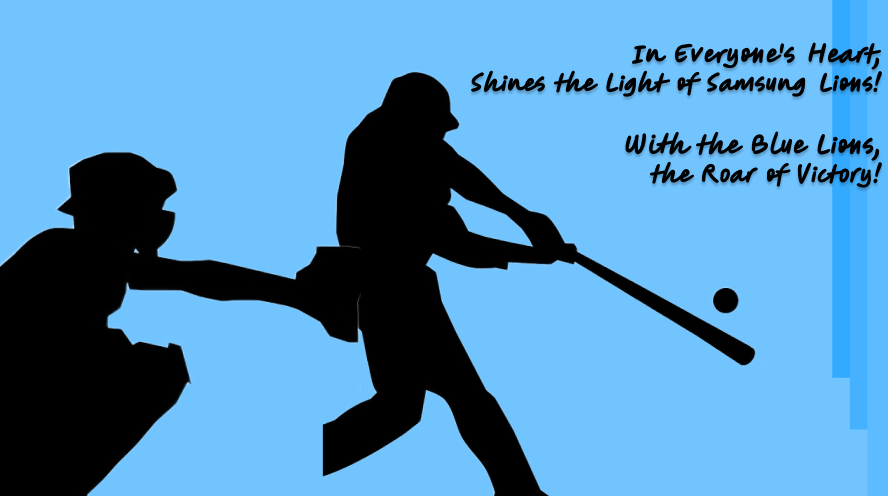 In Everyone's Heart,
Shines the Light of Samsung Lions!
With the Blue Lions,
the Roar of Victory!